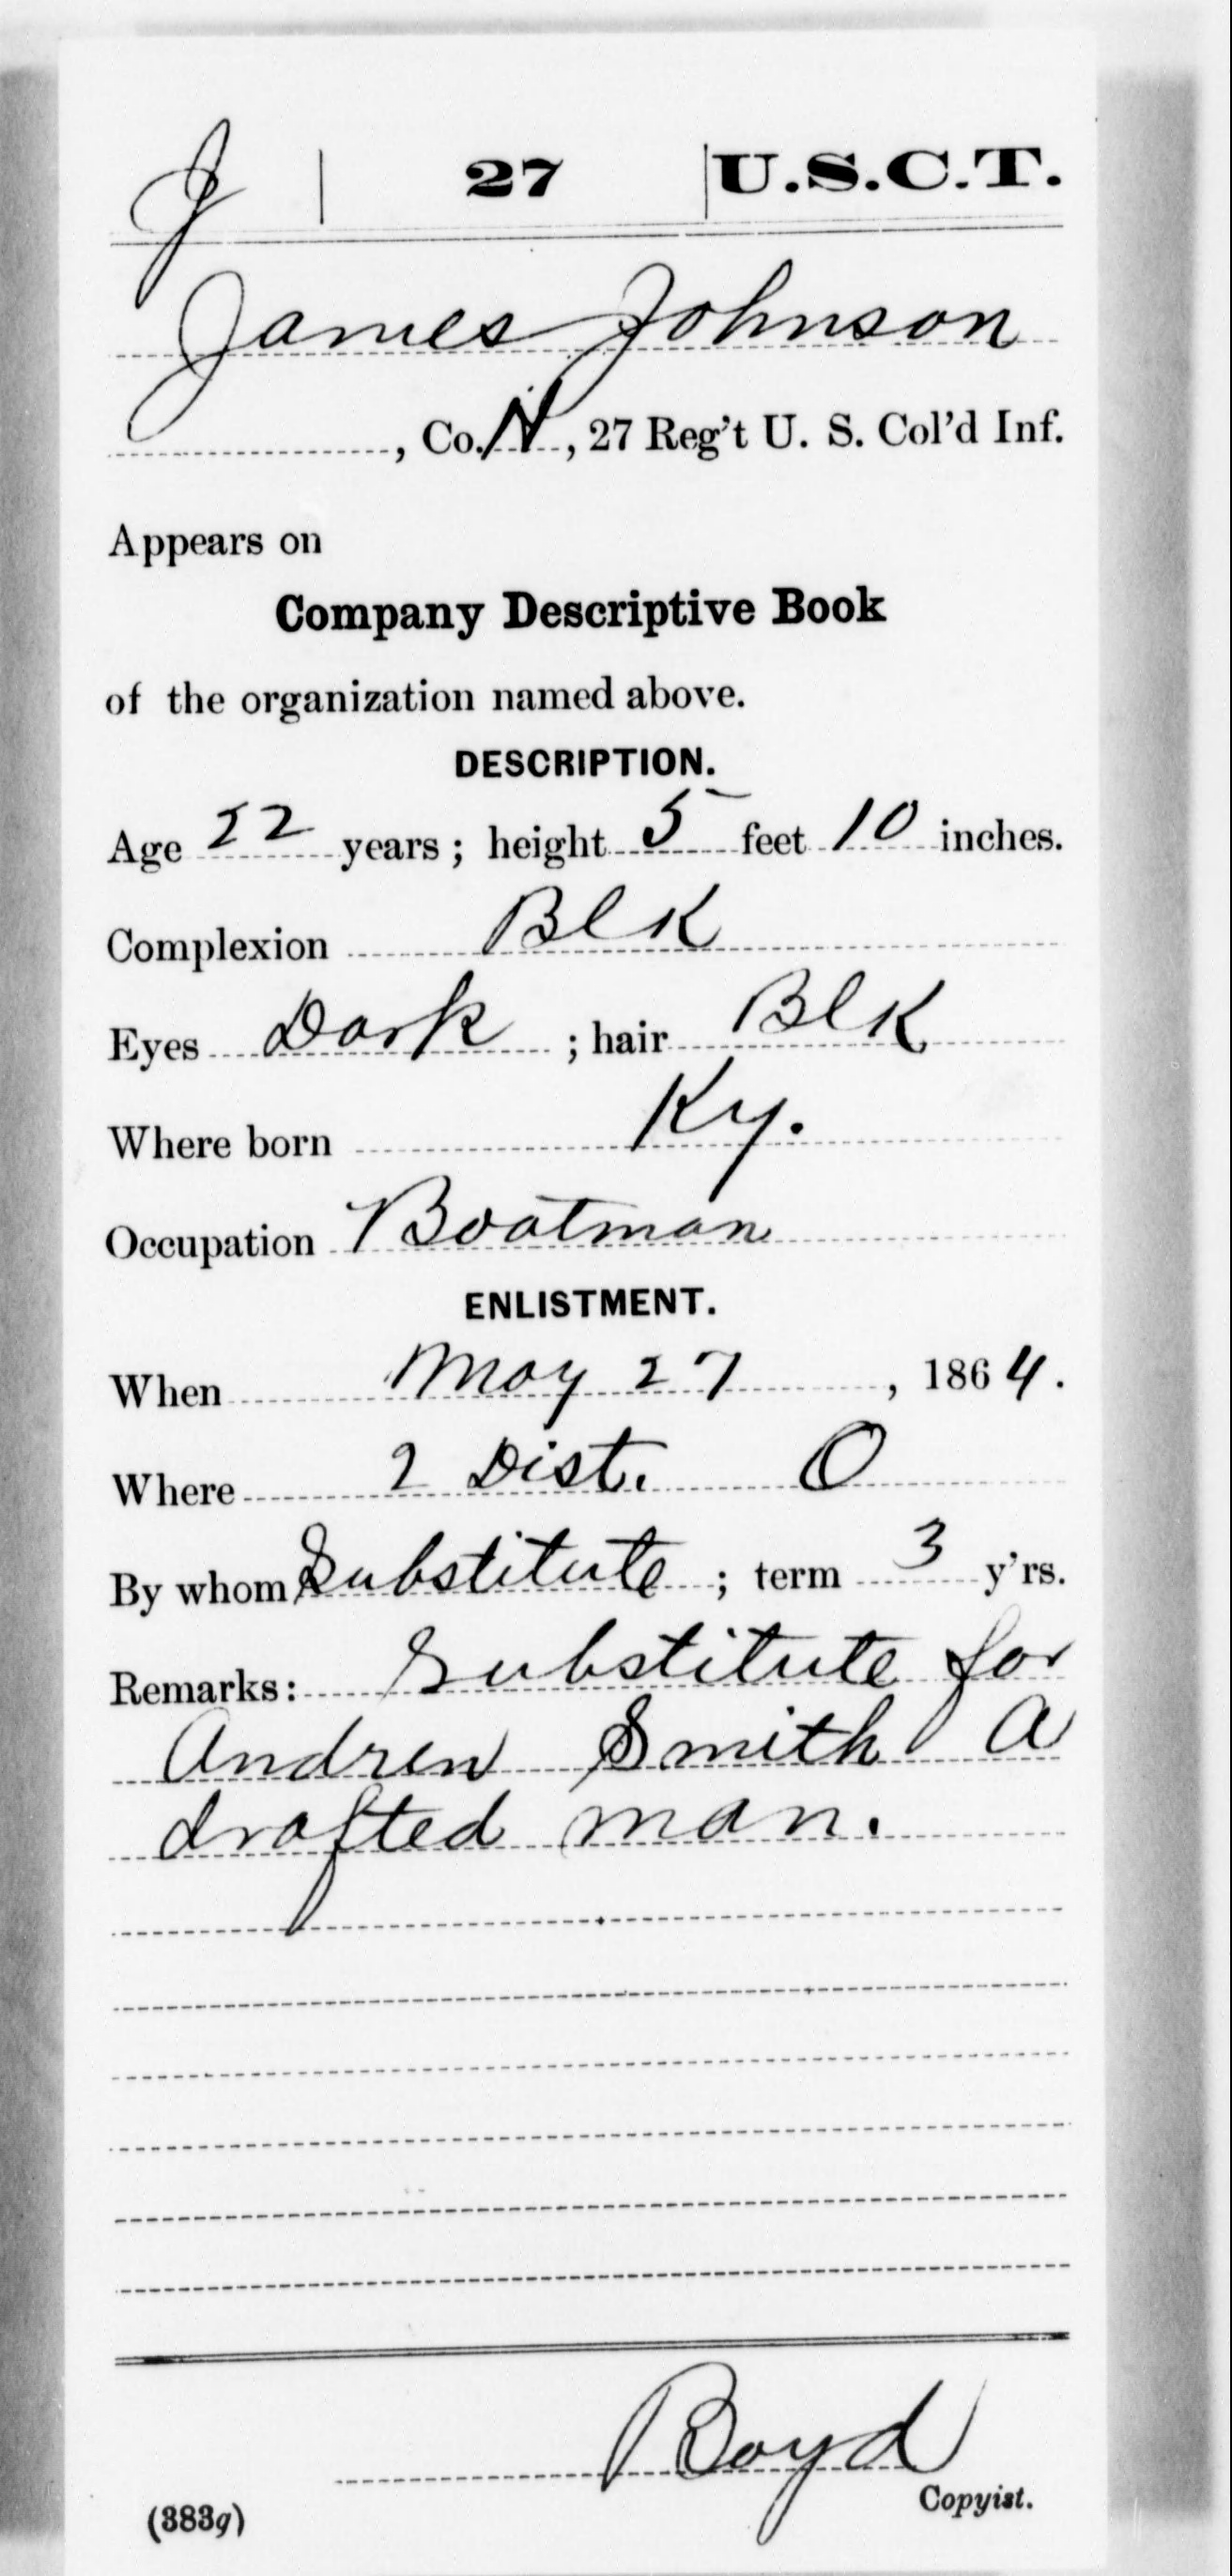 J | 27 | U.S.C.T.
James Johnson
, Co. H, 27 Reg't U. S. Col'd Inf.
Appears on
Company Descriptive Book
of the organization named above.
DESCRIPTION.
Age 22 years; height 5 feet 10 inches.
Complexion Blk
Eyes Dark; hair Blk
Where born Ky.
Occupation Boatman
ENLISTMENT.
When May 27, 1864.
Where 2 Dist. O
By whom Substitute; term 3 y'rs.
Remarks: Substitute for
Andrew Smith A
drafted man.
Boyd
Copyist.
(383g)